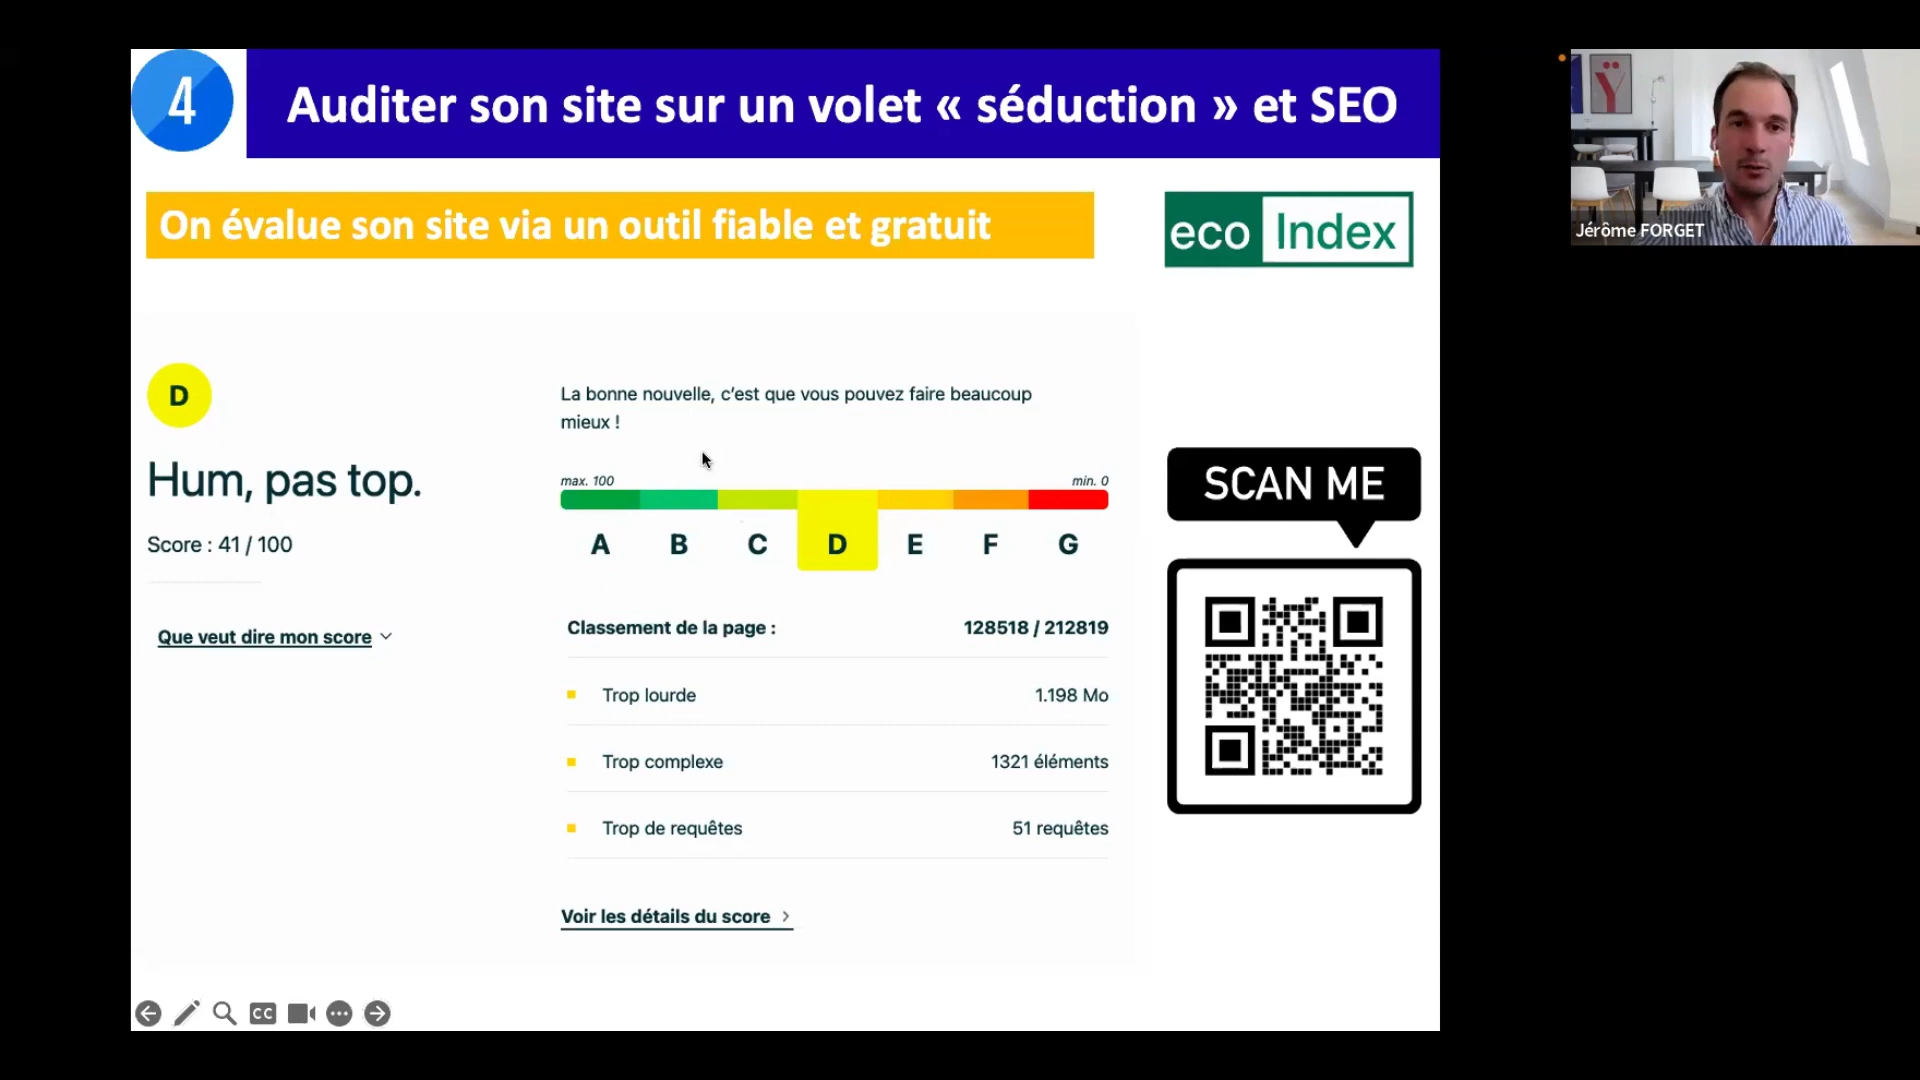 4
Auditer son site sur un volet « séduction » et SEO
On évalue son site via un outil fiable et gratuit
eco Index
Jérôme FORGET
D
Hum, pas top.
Score : 41 / 100
Que veut dire mon score
La bonne nouvelle, c'est que vous pouvez faire beaucoup
mieux !
max. 100 min. 0
A B C D E F G
Classement de la page : 128518 / 212819
Trop lourde 1.198 Mo
Trop complexe 1321 éléments
Trop de requêtes 51 requêtes
Voir les détails du score
SCAN ME
CC